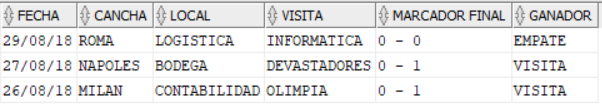 FECHA CANCHA LOCAL VISITA MARCADOR FINAL GANADOR
29/08/18 ROMA LOGISTICA INFORMATICA 0 - 0 EMPATE
27/08/18 NAPOLES BODEGA DEVASTADORES 0 - 1 VISITA
26/08/18 MILAN CONTABILIDAD OLIMPIA 0 - 1 VISITA